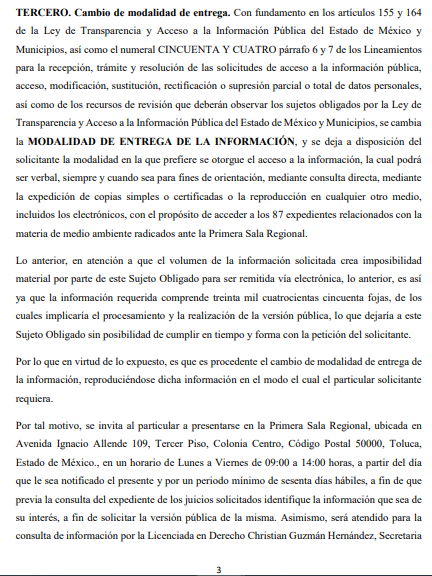 TERCERO. Cambio de modalidad de entrega. Con fundamento en los artículos 155 y 164
de la Ley de Transparencia y Acceso a la Información Pública del Estado de México y
Municipios, así como el numeral CINCUENTA Y CUATRO párrafo 6 y 7 de los Lineamientos
para la recepción, trámite y resolución de las solicitudes de acceso a la información pública,
acceso, modificación, sustitución, rectificación o supresión parcial o total de datos personales,
así como de los recursos de revisión que deberán observar los sujetos obligados por la Ley de
Transparencia y Acceso a la Información Pública del Estado de México y Municipios, se cambia
la MODALIDAD DE ENTREGA DE LA INFORMACIÓN, y se deja a disposición del
solicitante la modalidad en la que prefiere se otorgue el acceso a la información, la cual podrá
ser verbal, siempre y cuando sea para fines de orientación, mediante consulta directa, mediante
la expedición de copias simples o certificadas o la reproducción en cualquier otro medio,
incluidos los electrónicos, con el propósito de acceder a los 87 expedientes relacionados con la
materia de medio ambiente radicados ante la Primera Sala Regional.
Lo anterior, en atención a que el volumen de la información solicitada crea imposibilidad
material por parte de este Sujeto Obligado para ser remitida vía electrónica, lo anterior, es así
ya que la información requerida comprende treinta mil cuatrocientas cincuenta fojas, de los
cuales implicaría el procesamiento y la realización de la versión pública, lo que dejaría a este
Sujeto Obligado sin posibilidad de cumplir en tiempo y forma con la petición del solicitante.
Por lo que en virtud de lo expuesto, es que es procedente el cambio de modalidad de entrega de
la información, reproduciéndose dicha información en el modo el cual el particular solicitante
requiera.
Por tal motivo, se invita al particular a presentarse en la Primera Sala Regional, ubicada en
Avenida Ignacio Allende 109, Tercer Piso, Colonia Centro, Código Postal 50000, Toluca,
Estado de México., en un horario de Lunes a Viernes de 09:00 a 14:00 horas, a partir del día
que le sea notificado el presente y por un periodo mínimo de sesenta días hábiles, a fin de que
previa la consulta del expediente de los juicios solicitados identifique la información que sea de
su interés, a fin de solicitar la versión pública de la misma. Asimismo, será atendido para la
consulta de información por la Licenciada en Derecho Christian Guzmán Hernández, Secretaria
3